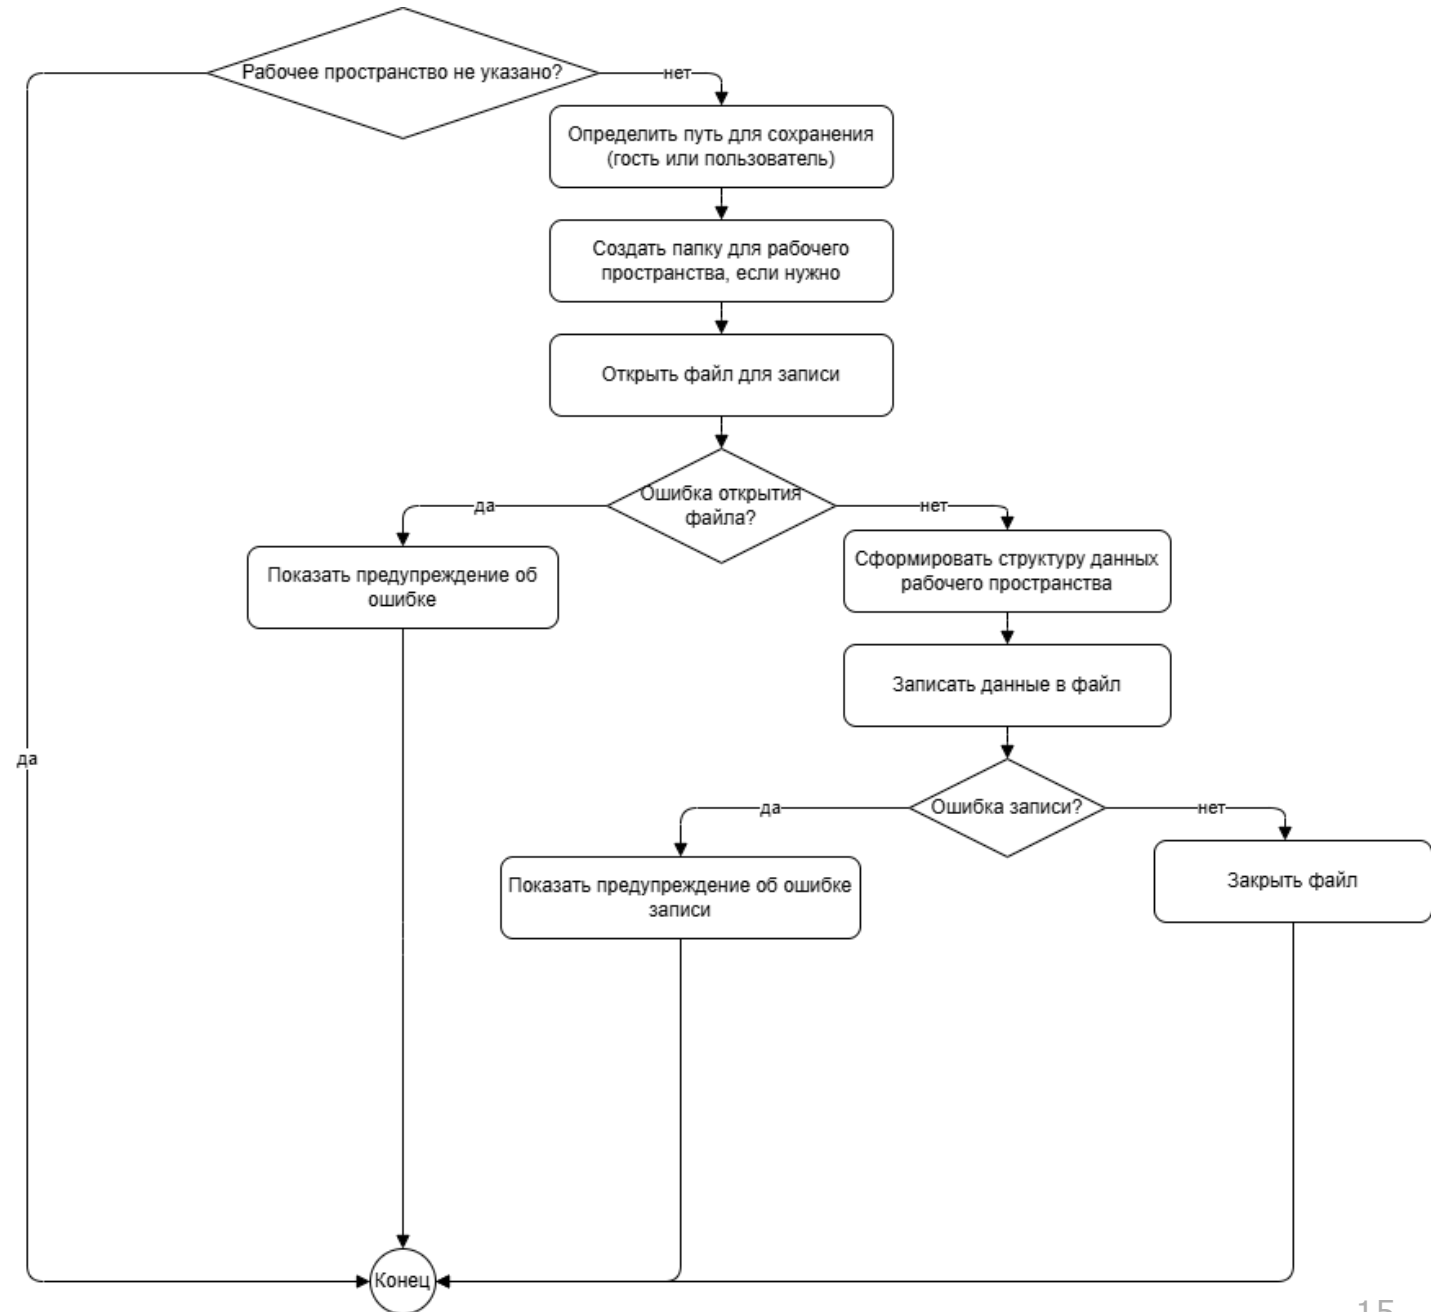 Рабочее пространство не указано?
нет
Определить путь для сохранения
(гость или пользователь)
Создать папку для рабочего
пространства, если нужно
Открыть файл для записи
Ошибка открытия
файла?
да
нет
Показать предупреждение об
ошибке
Сформировать структуру данных
рабочего пространства
Записать данные в файл
да
Ошибка записи?
да
нет
Показать предупреждение об ошибке
записи
Закрыть файл
Конец
15